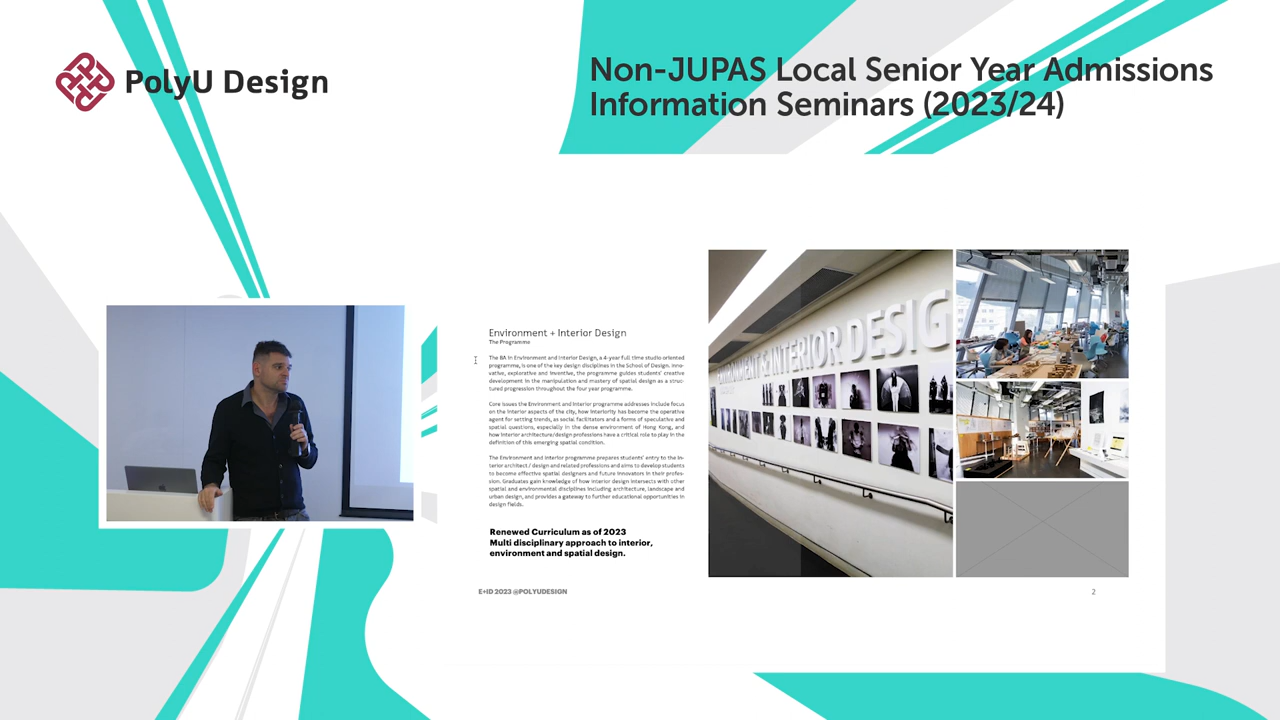 PolyU Design
Non-JUPAS Local Senior Year Admissions
Information Seminars (2023/24)
Environment + Interior Design
The Programme
The BA in Environment and Interior Design, a 4-year full time studio-oriented
programme, is one of the key design disciplines in the School of Design. Inno-
vative, explorative and inventive, the programme guides students' creative
development in the manipulation and mastery of spatial design as a struc-
tured progression throughout the four year programme.
Core issues the Environment and Interior programme addresses include focus
on the interior aspects of the city, how interiority has become the operative
agent for setting trends, as social facilitators and a forms of speculative and
spatial questions, especially in the dense environment of Hong Kong, and
how interior architecture/design professions have a critical role to play in the
definition of this emerging spatial condition.
The Environment and Interior programme prepares students' entry to the in-
terior architect / design and related professions and aims to develop students
to become effective spatial designers and future innovators in their profes-
sion. Graduates gain knowledge of how interior design intersects with other
spatial and environmental disciplines including architecture, landscape and
urban design, and provides a gateway to further educational opportunities in
design fields.
Renewed Curriculum as of 2023
Multi disciplinary approach to interior,
environment and spatial design.
INTERIOR DESIG
E+ID 2023 @POLYUDESIGN
2